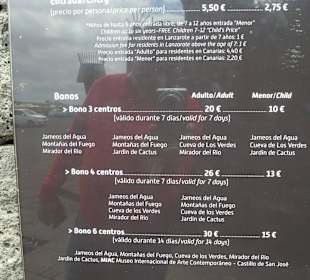 Entrada/Entry
(precio por persona/price per person) 5,50 € 2,75 €
*Niños de hasta 6 años entrada libre, de 7 a 12 años entrada "Menor"
Children up to six years-FREE, Children 7-12 "Child's Price"
Precio entrada residente en Lanzarote a partir de 7 años: 1 €
Admission fee for residents in Lanzarote above the age of 7: 1 €
Precio entrada "Adulto" para residentes en Canarias: 4,40 €
Precio entrada "Menor" para residentes en Canarias: 2,20 €
Bonos Adulto/Adult Menor/Child
> Bono 3 centros 20 € 10 €
(válido durante 7 días/valid for 7 days)
Jameos del Agua Jameos del Agua Jameos del Agua Jameos del Agua
Montañas del Fuego Montañas del Fuego Cueva de Los Verdes Cueva de Los Verdes
Mirador del Río Jardín de Cactus Mirador del Río Jardín de Cactus
> Bono 4 centros 26 € 13 €
(válido durante 7 días/valid for 7 days)
Jameos del Agua Jameos del Agua
Montañas del Fuego Montañas del Fuego
Cueva de los Verdes Cueva de Los Verdes
Mirador del Río Jardín de Cactus
> Bono 6 centros 30 € 15 €
(válido durante 14 días/valid for 14 days)
Jameos del Agua, Montañas del Fuego, Cueva de los Verdes, Mirador del Río
Jardín de Cactus, MIAC Museo Internacional de Arte Contemporáneo - Castillo de San José